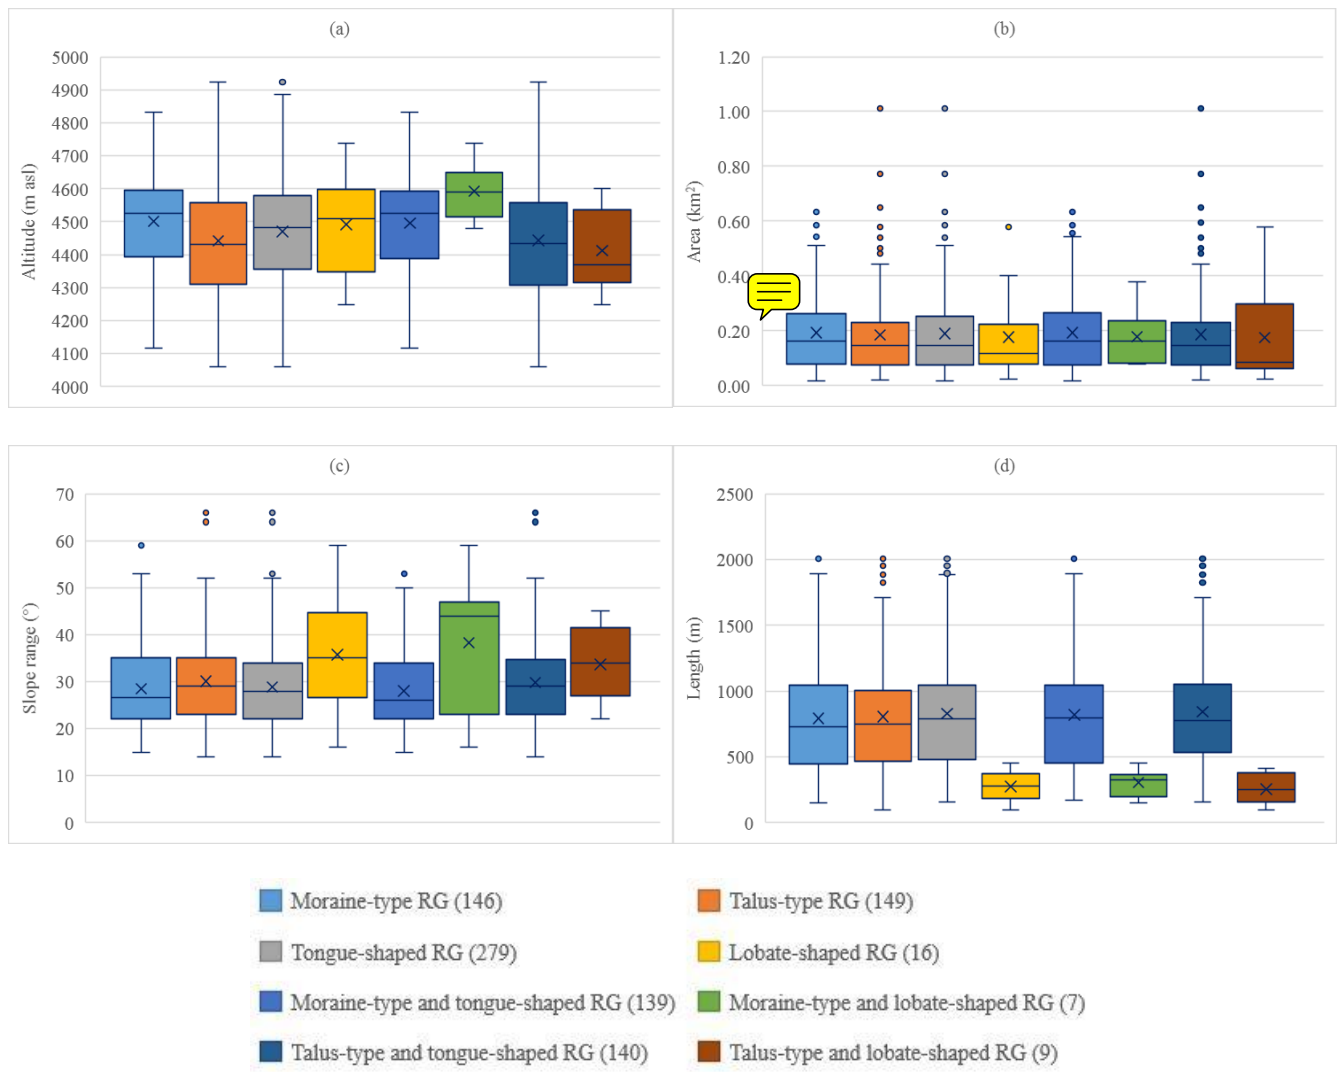 (a)
5000
4900
4800
4700
4600
4500
4400
4300
4200
4100
4000
Altitude (m asl)
(b)
1.20
1.00
0.80
0.60
0.40
0.20
0.00
Area (km²)
(c)
70
60
50
40
30
20
10
0
Slope range (°)
(d)
2500
2000
1500
1000
500
0
Length (m)
Moraine-type RG (146)
Talus-type RG (149)
Tongue-shaped RG (279)
Lobate-shaped RG (16)
Moraine-type and tongue-shaped RG (139)
Moraine-type and lobate-shaped RG (7)
Talus-type and tongue-shaped RG (140)
Talus-type and lobate-shaped RG (9)